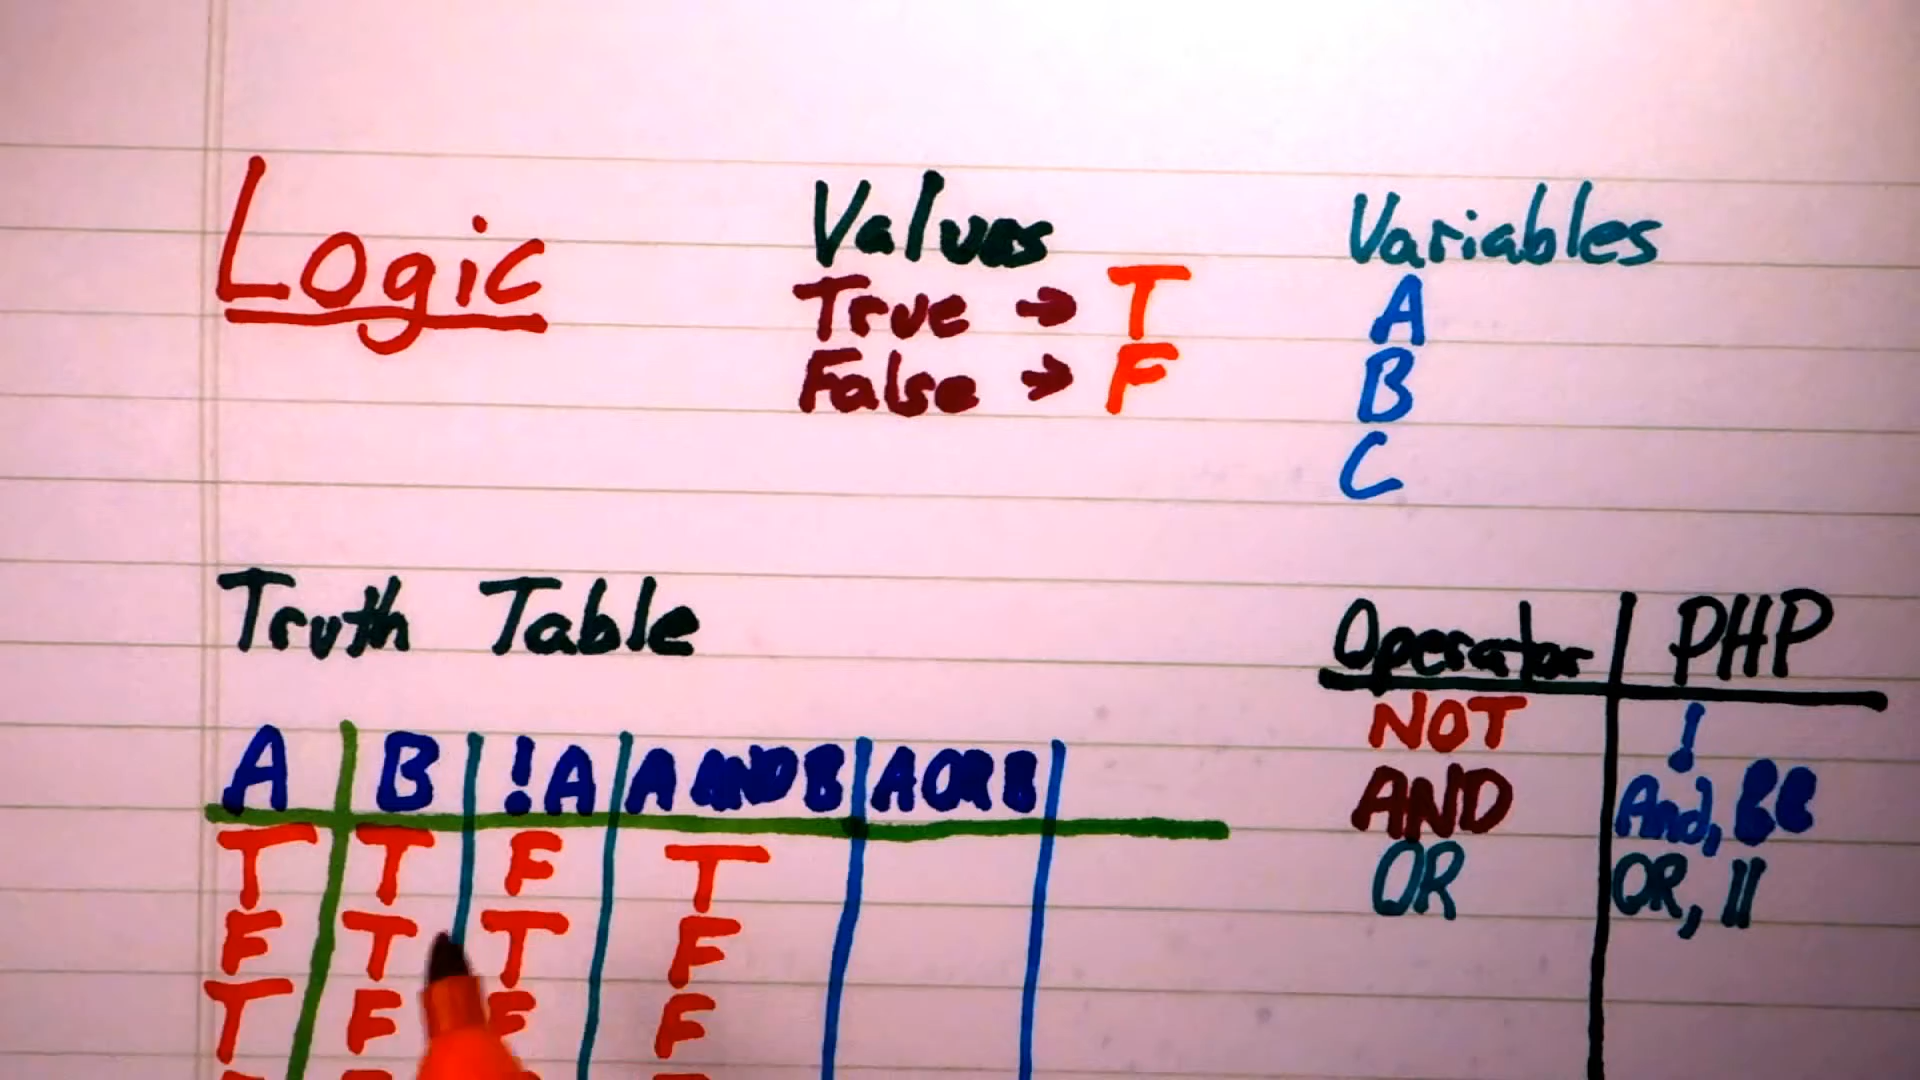 Logic
Values
True → T
False → F
Variables
A
B
C
Truth Table
A B !A A AND B A OR B
T T F T
F T T F
T F F F
Operator PHP
NOT !
AND And, &&
OR OR, ||